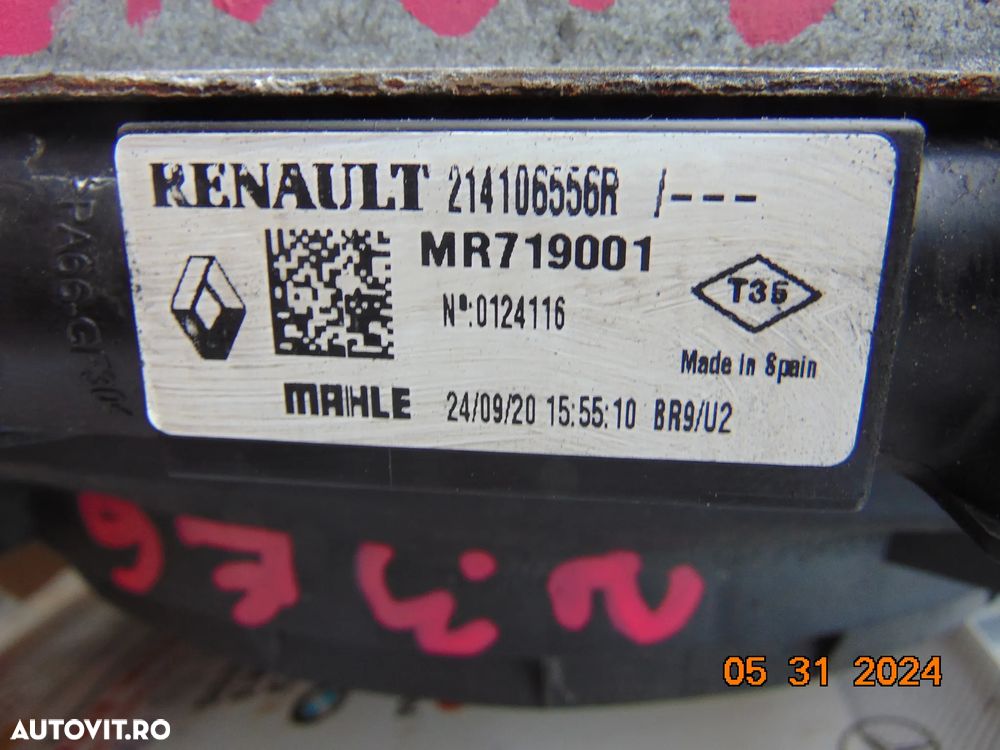 RENAULT 214106556R /---
MR719001
T35
Nº:0124116
Made In Spain
MAHLE 24/09/20 15:55:10 BR9/U2
05 31 2024
AUTOVIT.RO